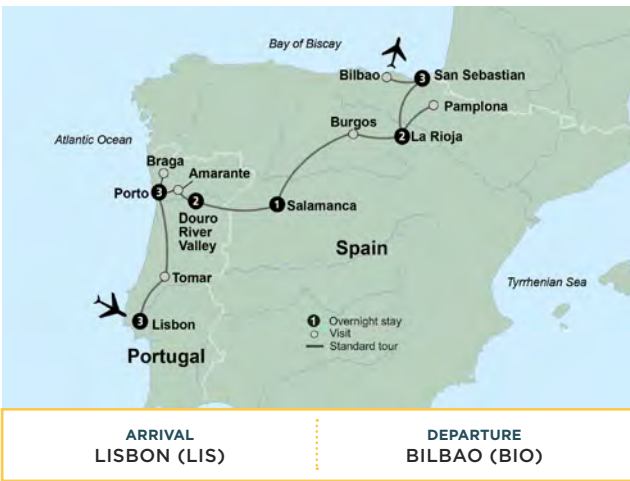 Bay of Biscay
Bilbao
3
San Sebastian
Pamplona
Burgos
2
La Rioja
Atlantic Ocean
Braga
Amarante
Porto
3
2
Douro
River
Valley
1
Salamanca
Spain
Tomar
Tyrrhenian Sea
3
Lisbon
Portugal
1 Overnight stay
Visit
Standard tour
ARRIVAL
LISBON (LIS)
DEPARTURE
BILBAO (BIO)